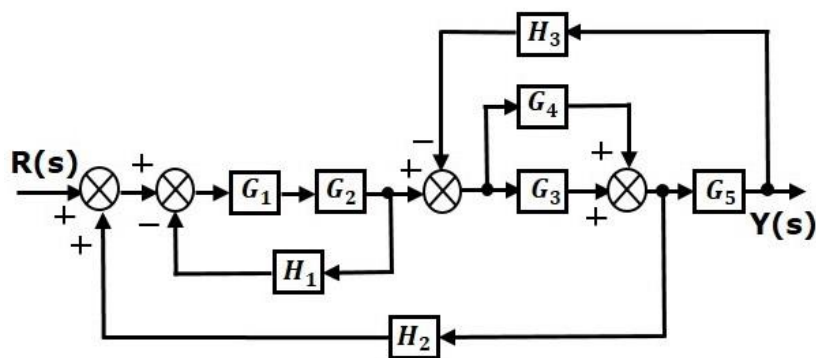 H₃
G₄
−
R(s) + + + + G₁ G₂ G₃ + G₅
+ − Y(s)
H₁
H₂